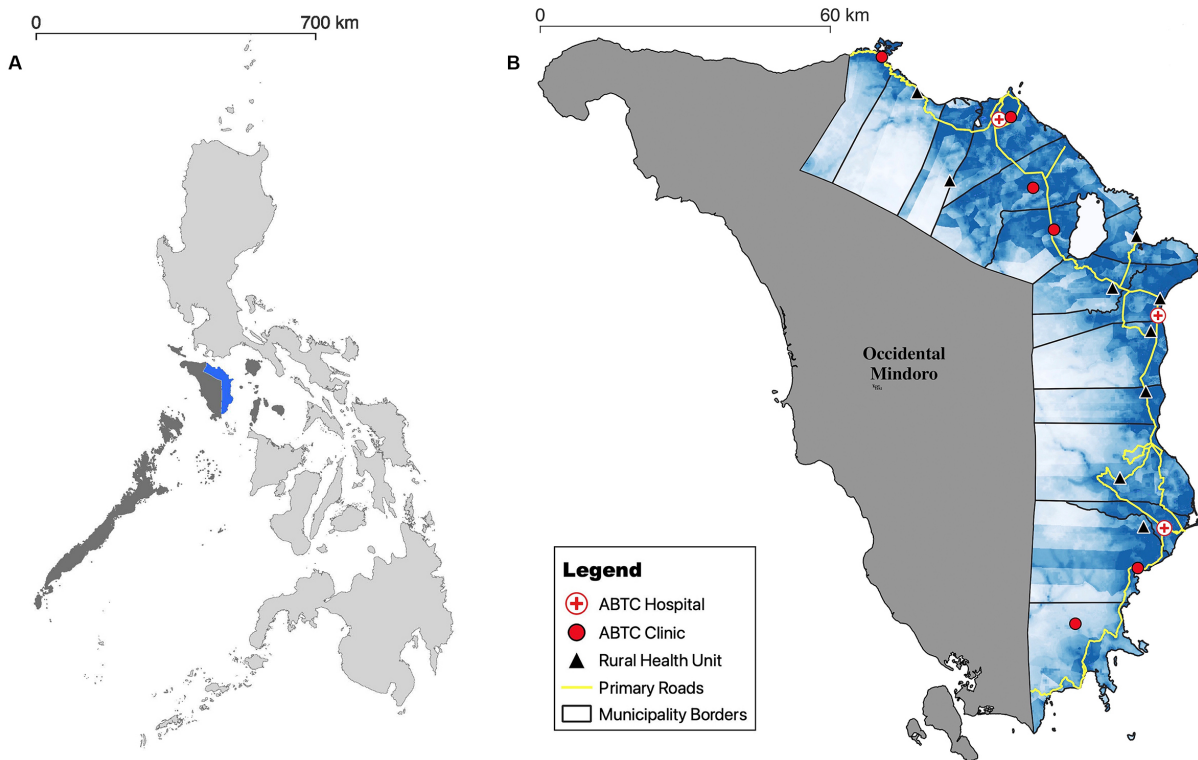 0 700 km
A
0 60 km
B
Occidental
Mindoro
Legend
ABTC Hospital
ABTC Clinic
Rural Health Unit
Primary Roads
Municipality Borders